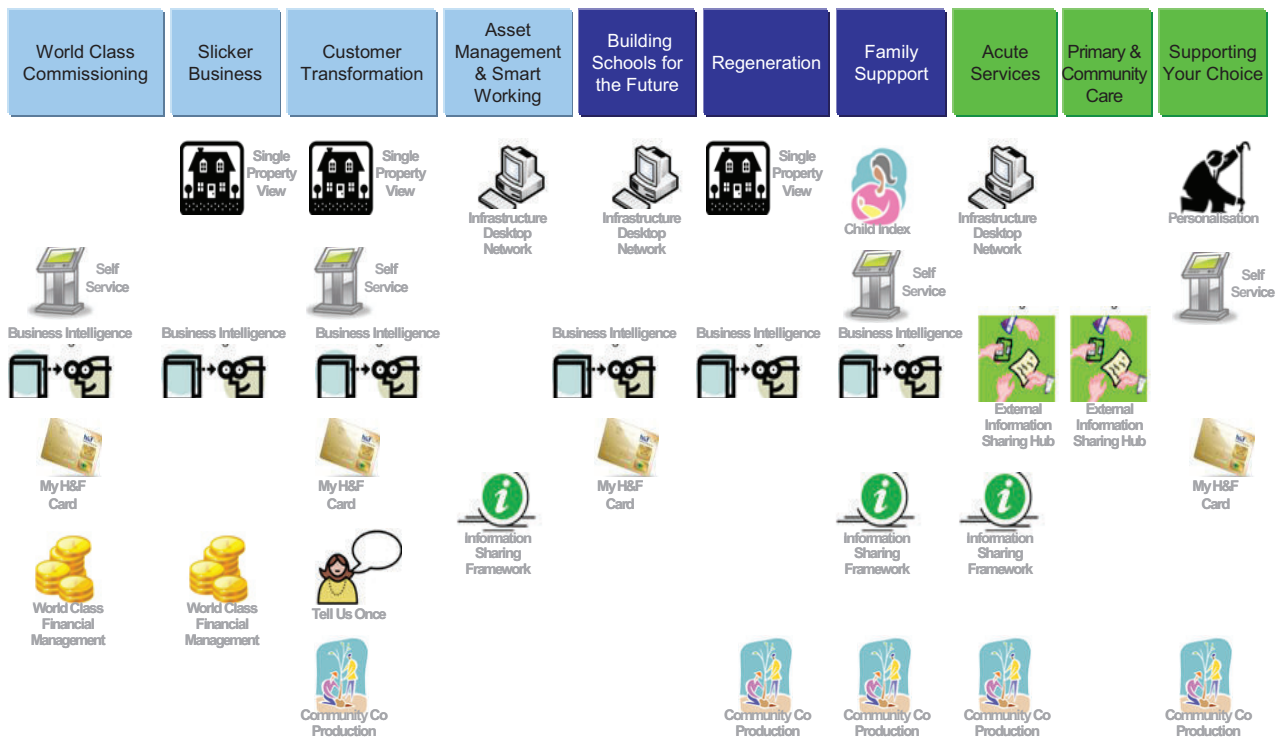 World Class
Commissioning
Slicker
Business
Customer
Transformation
Asset
Management
& Smart
Working
Building
Schools for
the Future
Regeneration
Family
Suppport
Acute
Services
Primary &
Community
Care
Supporting
Your Choice
Single
Property
View
Single
Property
View
Infrastructure
Desktop
Network
Infrastructure
Desktop
Network
Single
Property
View
Child Index
Infrastructure
Desktop
Network
Personalisation
Self
Service
Self
Service
Self
Service
Self
Service
Business Intelligence
Business Intelligence
Business Intelligence
Business Intelligence
Business Intelligence
Business Intelligence
External
Information
Sharing Hub
External
Information
Sharing Hub
My H&F
Card
My H&F
Card
My H&F
Card
My H&F
Card
Information
Sharing
Framework
Information
Sharing
Framework
Information
Sharing
Framework
World Class
Financial
Management
World Class
Financial
Management
Tell Us Once
Community Co
Production
Community Co
Production
Community Co
Production
Community Co
Production
Community Co
Production